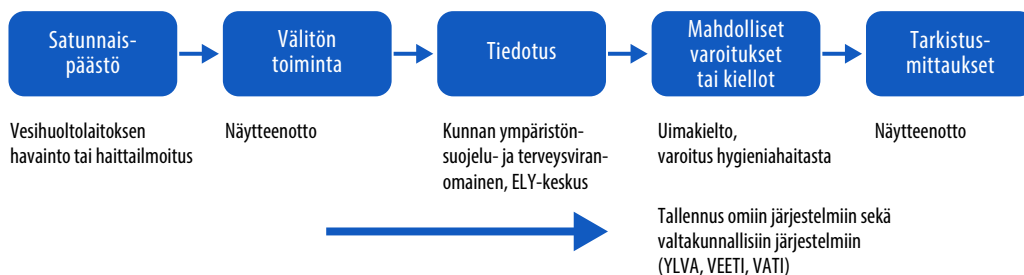 Satunnais-
päästö
Välitön
toiminta
Tiedotus
Mahdolliset
varoitukset
tai kiellot
Tarkistus-
mittaukset
Vesihuoltolaitoksen
havainto tai haittailmoitus
Näytteenotto
Kunnan ympäristön-
suojelu- ja terveysviran-
omainen, ELY-keskus
Uimakielto,
varoitus hygieniahaitasta
Näytteenotto
Tallennus omiin järjestelmiin sekä
valtakunnallisiin järjestelmiin
(YLVA, VEETI, VATI)